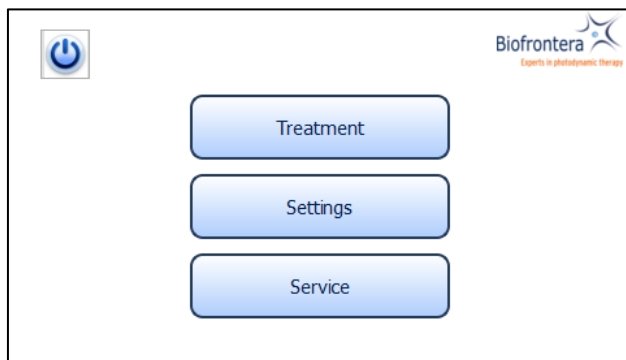 Biofrontera
Experts in photodynamic therapy
Treatment
Settings
Service